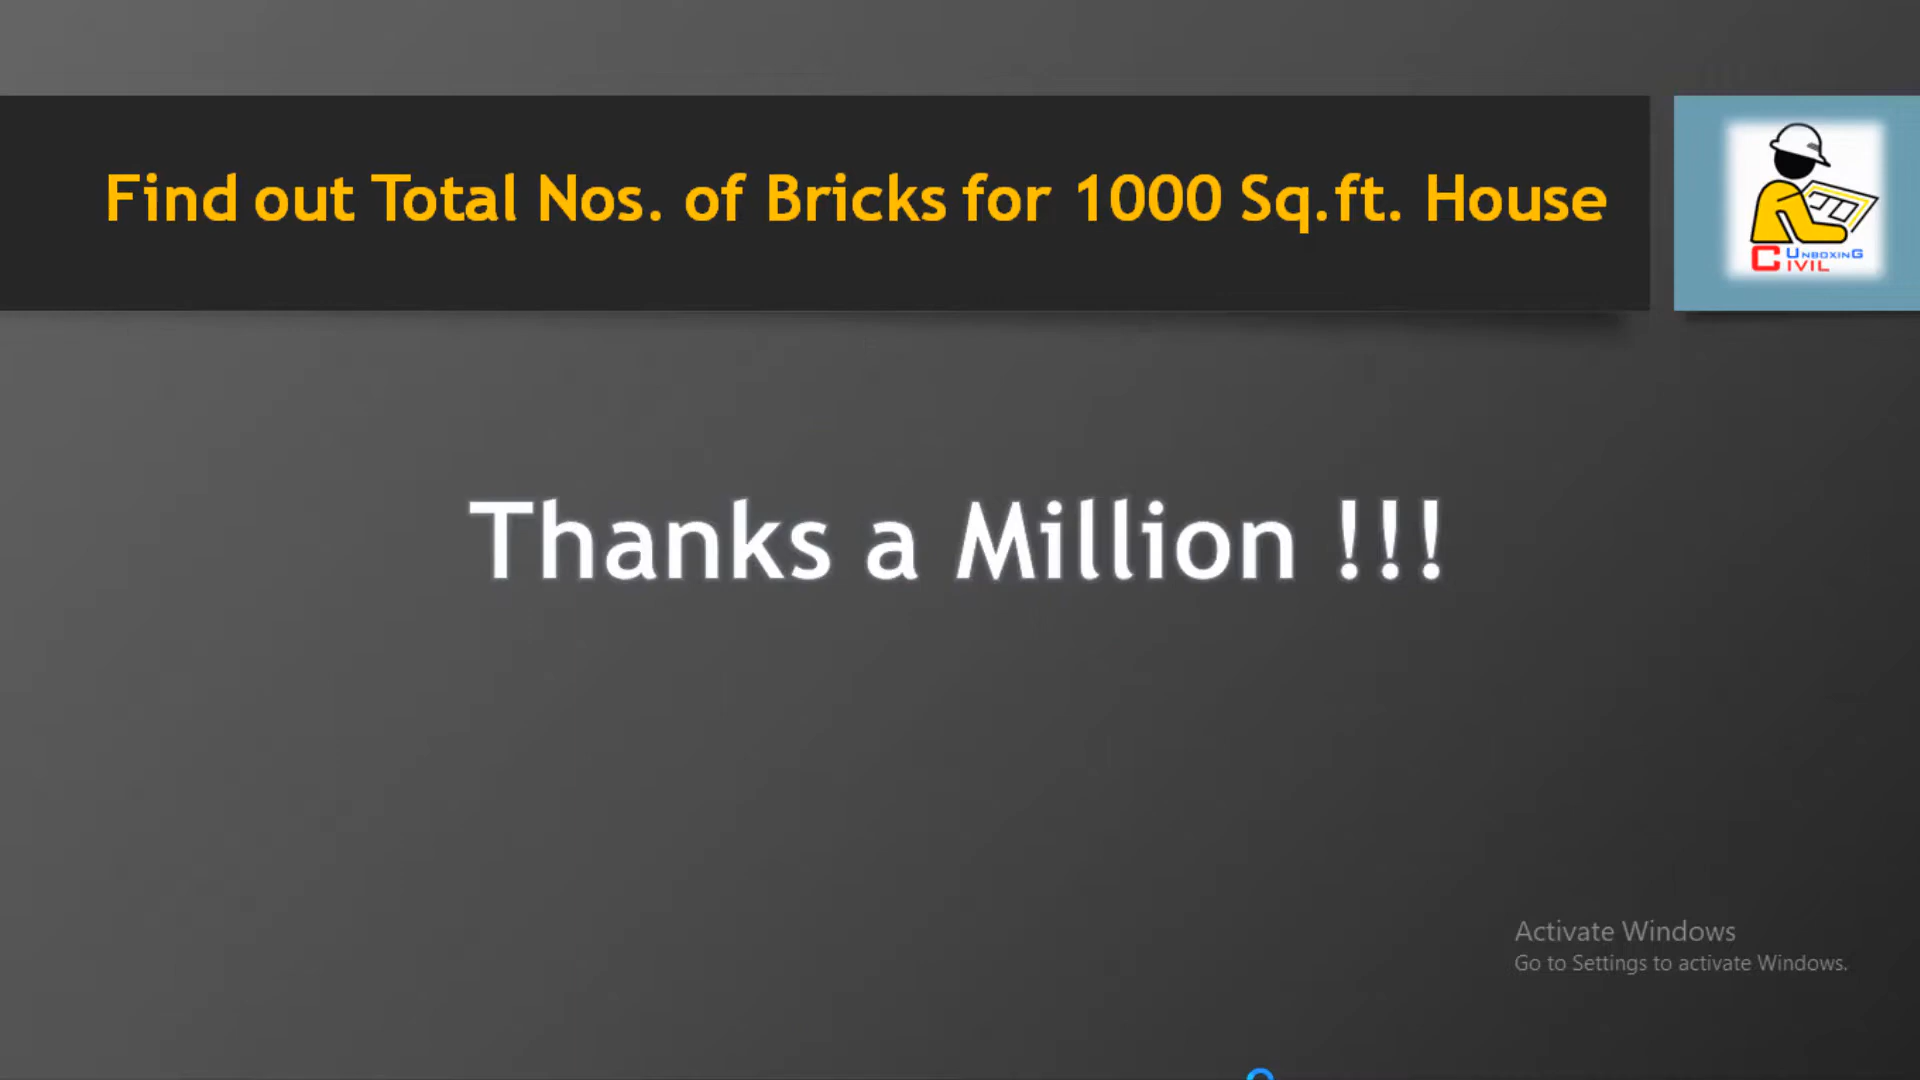 Find out Total Nos. of Bricks for 1000 Sq.ft. House
UNBOXING
CIVIL
Thanks a Million !!!
Activate Windows
Go to Settings to activate Windows.